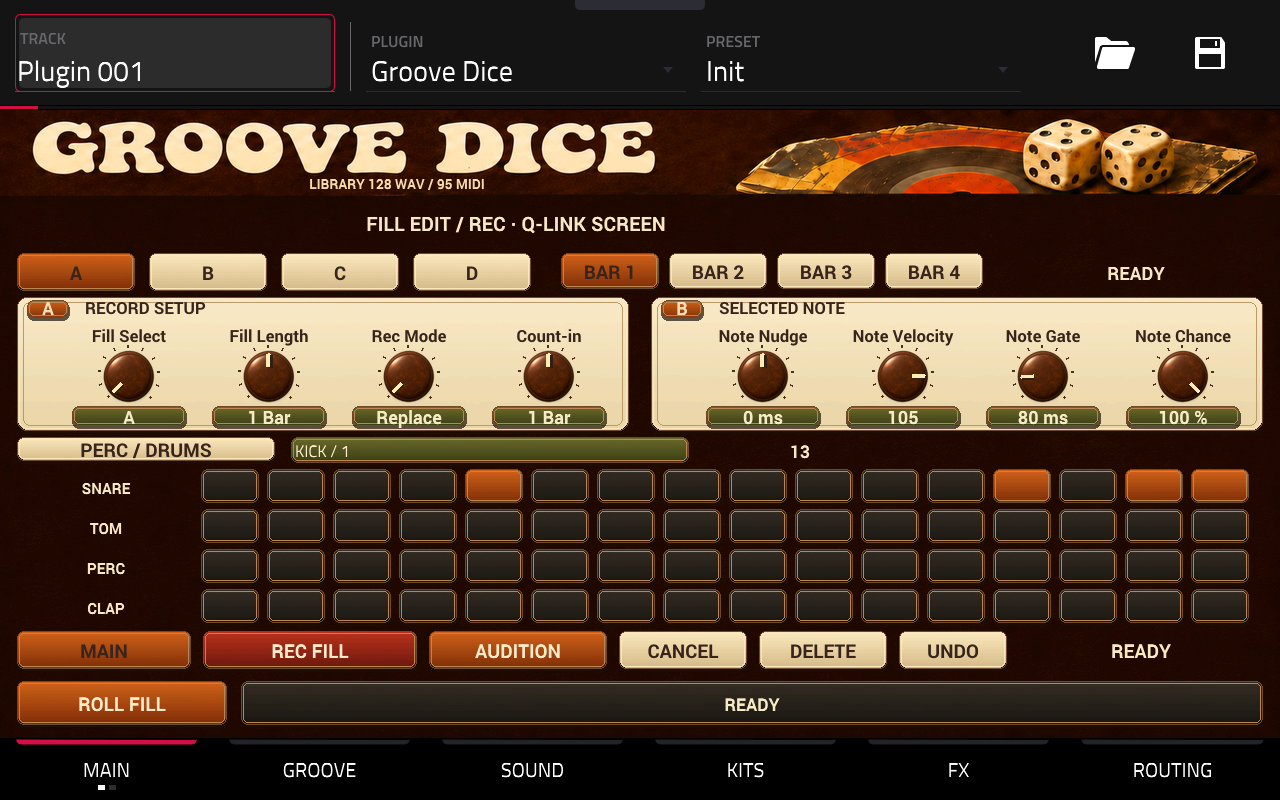 TRACK
Plugin 001
PLUGIN
Groove Dice
PRESET
Init
GROOVE DICE
LIBRARY 128 WAV / 95 MIDI
FILL EDIT / REC · Q-LINK SCREEN
A B C D BAR 1 BAR 2 BAR 3 BAR 4 READY
A RECORD SETUP
Fill Select Fill Length Rec Mode Count-in
A 1 Bar Replace 1 Bar
B SELECTED NOTE
Note Nudge Note Velocity Note Gate Note Chance
0 ms 105 80 ms 100 %
PERC / DRUMS KICK / 1 13
SNARE
TOM
PERC
CLAP
MAIN REC FILL AUDITION CANCEL DELETE UNDO READY
ROLL FILL READY
MAIN GROOVE SOUND KITS FX ROUTING